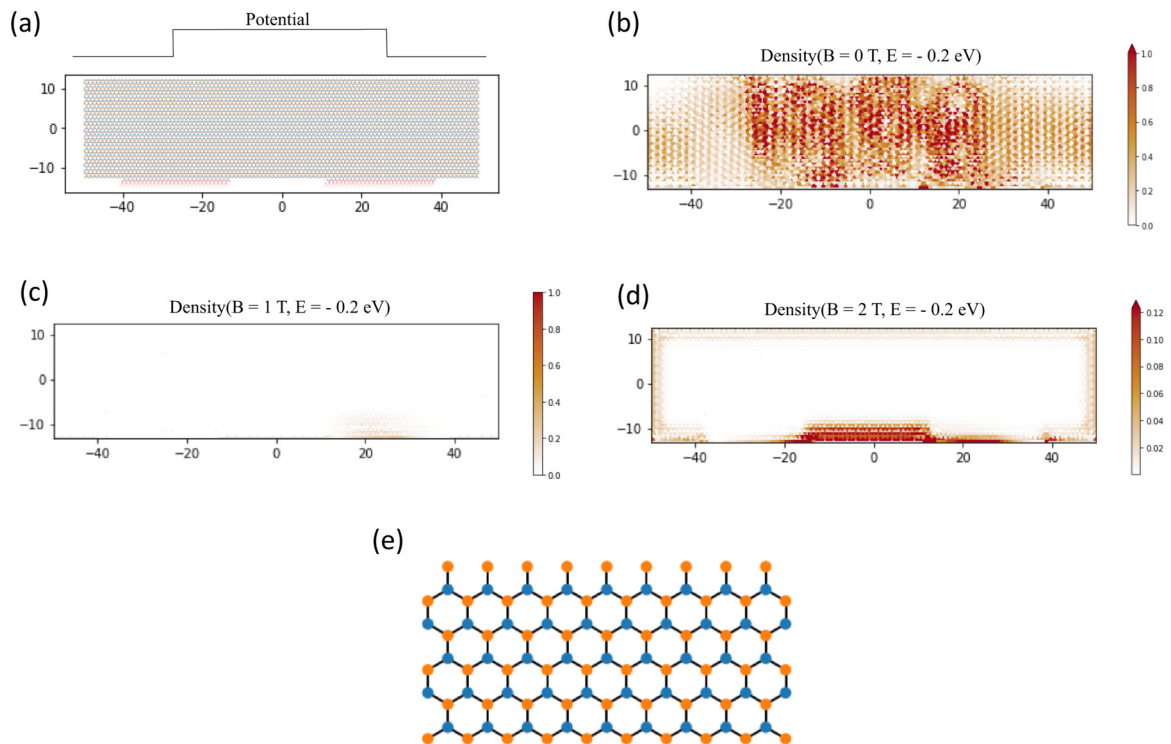 (a)
Potential
10
0
−10
−40 −20 0 20 40
(b)
Density(B = 0 T, E = - 0.2 eV)
10
0
−10
−40 −20 0 20 40
1.0
0.8
0.6
0.4
0.2
0.0
(c)
Density(B = 1 T, E = - 0.2 eV)
10
0
−10
−40 −20 0 20 40
1.0
0.8
0.6
0.4
0.2
0.0
(d)
Density(B = 2 T, E = - 0.2 eV)
10
0
−10
−40 −20 0 20 40
0.12
0.10
0.08
0.06
0.04
0.02
(e)